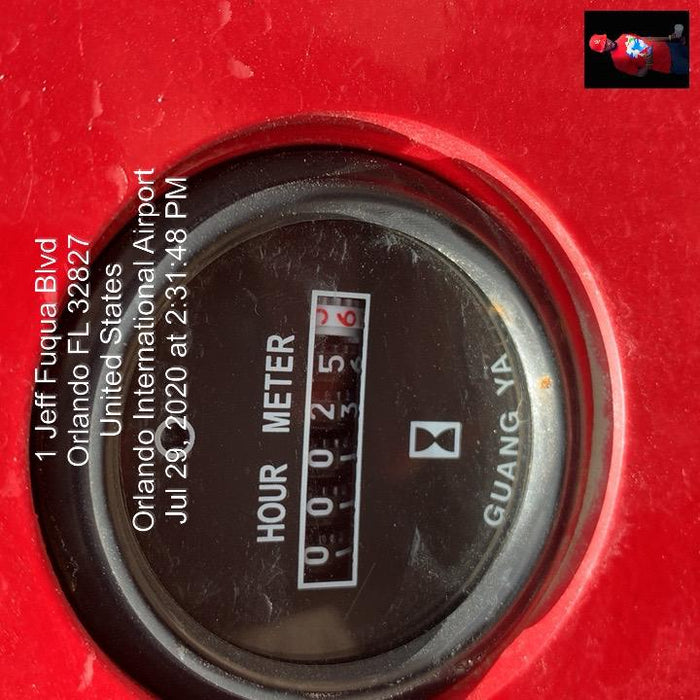 1 Jeff Fuqua Blvd
Orlando FL 32827
United States
Orlando International Airport
Jul 29, 2020 at 2:31:48 PM
HOUR METER
00025
GUANG YA